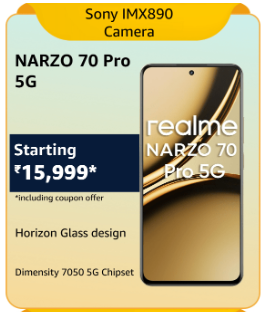 Sony IMX890
Camera
NARZO 70 Pro
5G
Starting
₹15,999*
*including coupon offer
Horizon Glass design
Dimensity 7050 5G Chipset
realme
NARZO 70
Pro 5G